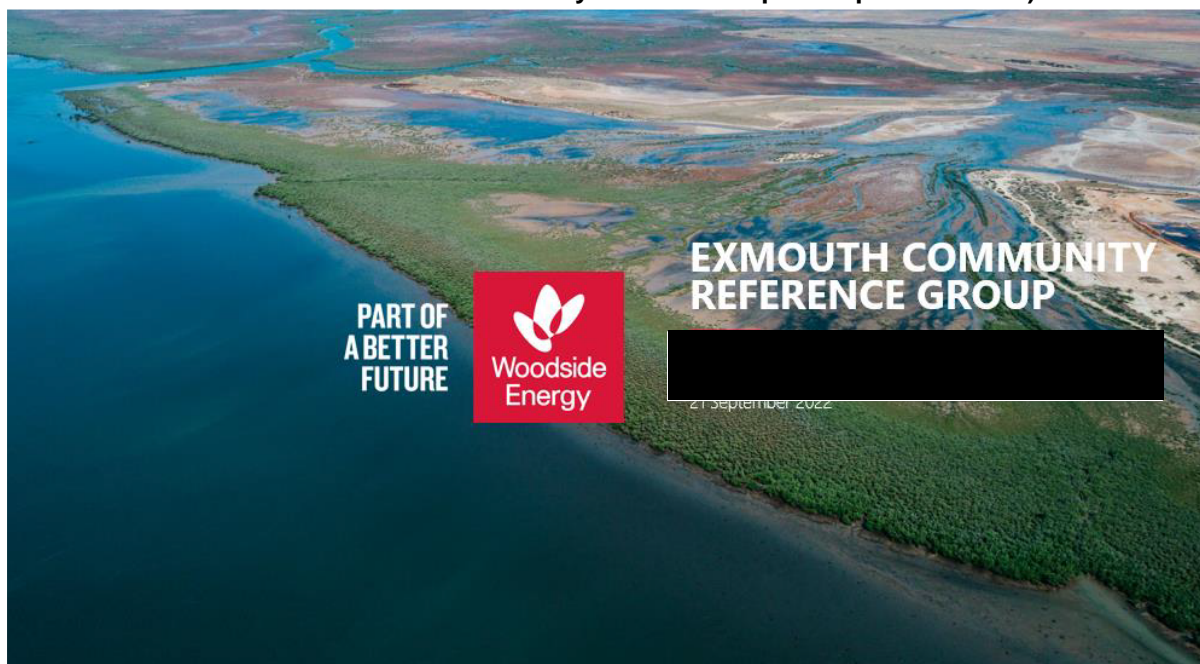 EXMOUTH COMMUNITY
REFERENCE GROUP
PART OF
A BETTER
FUTURE
Woodside
Energy
21 September 2022